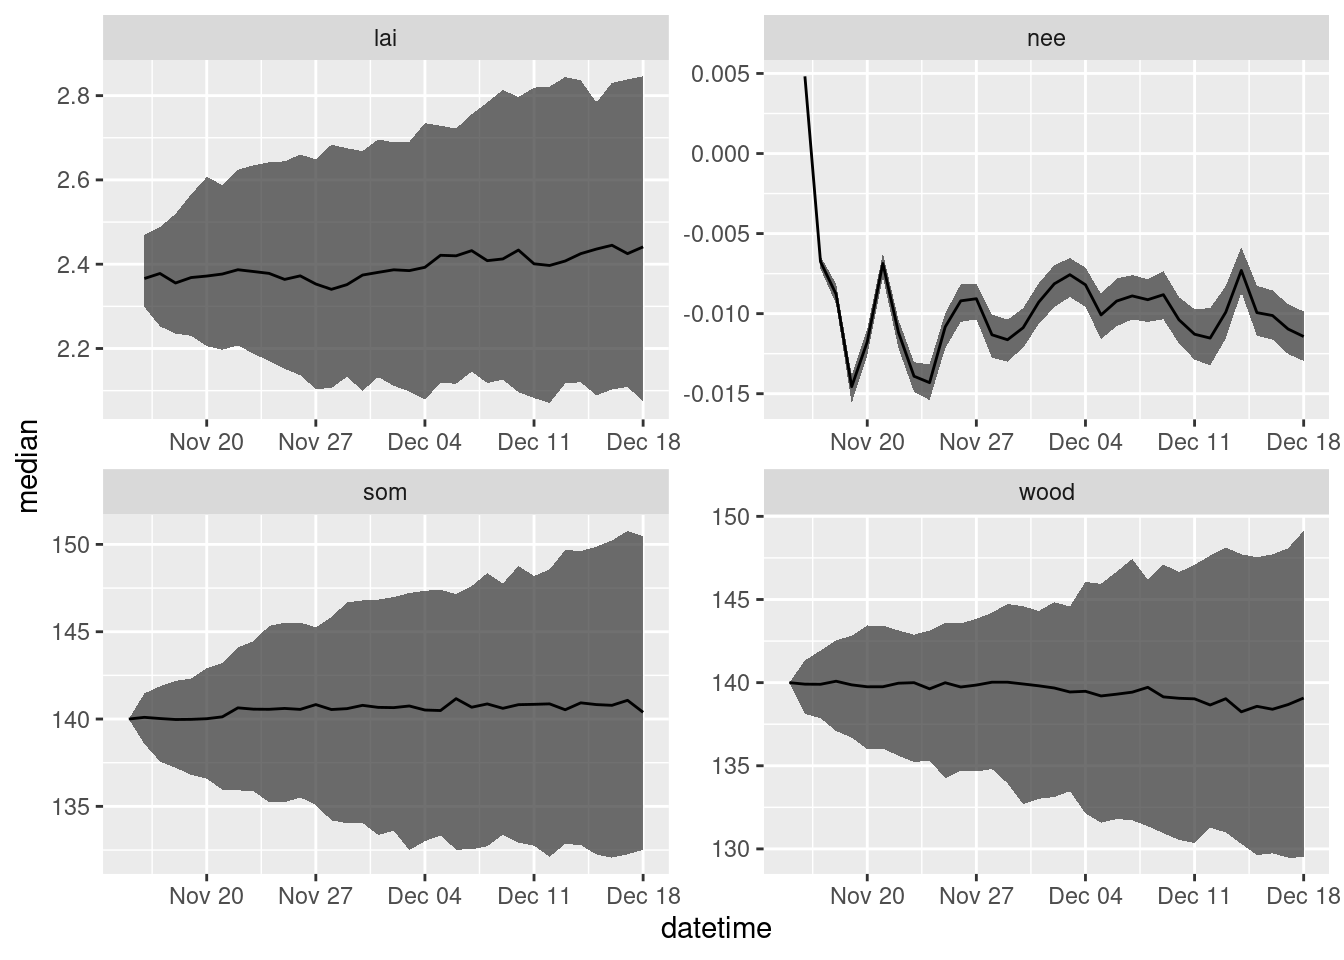 lai
nee
2.8
2.6
2.4
2.2
0.005
0.000
-0.005
-0.010
-0.015
Nov 20 Nov 27 Dec 04 Dec 11 Dec 18
Nov 20 Nov 27 Dec 04 Dec 11 Dec 18
median
som
wood
150
145
140
135
150
145
140
135
130
Nov 20 Nov 27 Dec 04 Dec 11 Dec 18
Nov 20 Nov 27 Dec 04 Dec 11 Dec 18
datetime